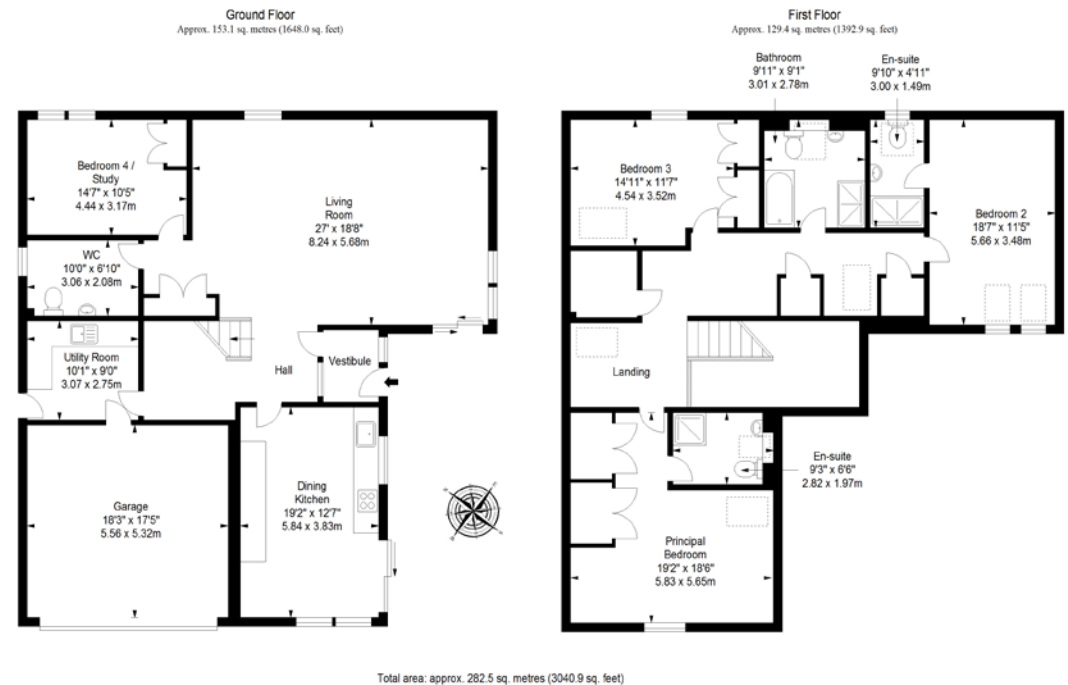 Ground Floor
Approx. 153.1 sq. metres (1648.0 sq. feet)
Bedroom 4 /
Study
14'7" x 10'5"
4.44 x 3.17m
Living
Room
27' x 18'8"
8.24 x 5.68m
WC
10'0" x 6'10"
3.06 x 2.08m
Utility Room
10'1" x 9'0"
3.07 x 2.75m
Hall
Vestibule
Garage
18'3" x 17'5"
5.56 x 5.32m
Dining
Kitchen
19'2" x 12'7"
5.84 x 3.83m
First Floor
Approx. 129.4 sq. metres (1392.9 sq. feet)
Bathroom
9'11" x 9'1"
3.01 x 2.78m
En-suite
9'10" x 4'11"
3.00 x 1.49m
Bedroom 3
14'11" x 11'7"
4.54 x 3.52m
Bedroom 2
18'7" x 11'5"
5.66 x 3.48m
Landing
En-suite
9'3" x 6'6"
2.82 x 1.97m
Principal
Bedroom
19'2" x 18'6"
5.83 x 5.65m
Total area: approx. 282.5 sq. metres (3040.9 sq. feet)